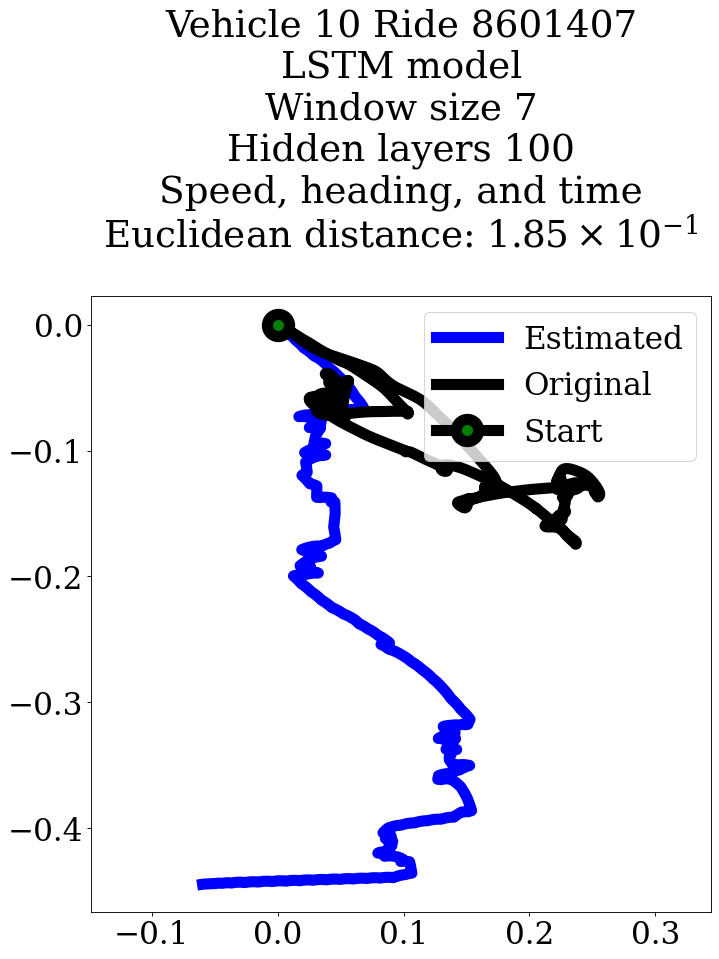 Vehicle 10 Ride 8601407
LSTM model
Window size 7
Hidden layers 100
Speed, heading, and time
Euclidean distance: 1.85 × 10⁻¹
Estimated
Original
Start
0.0
−0.1
−0.2
−0.3
−0.4
−0.1 0.0 0.1 0.2 0.3